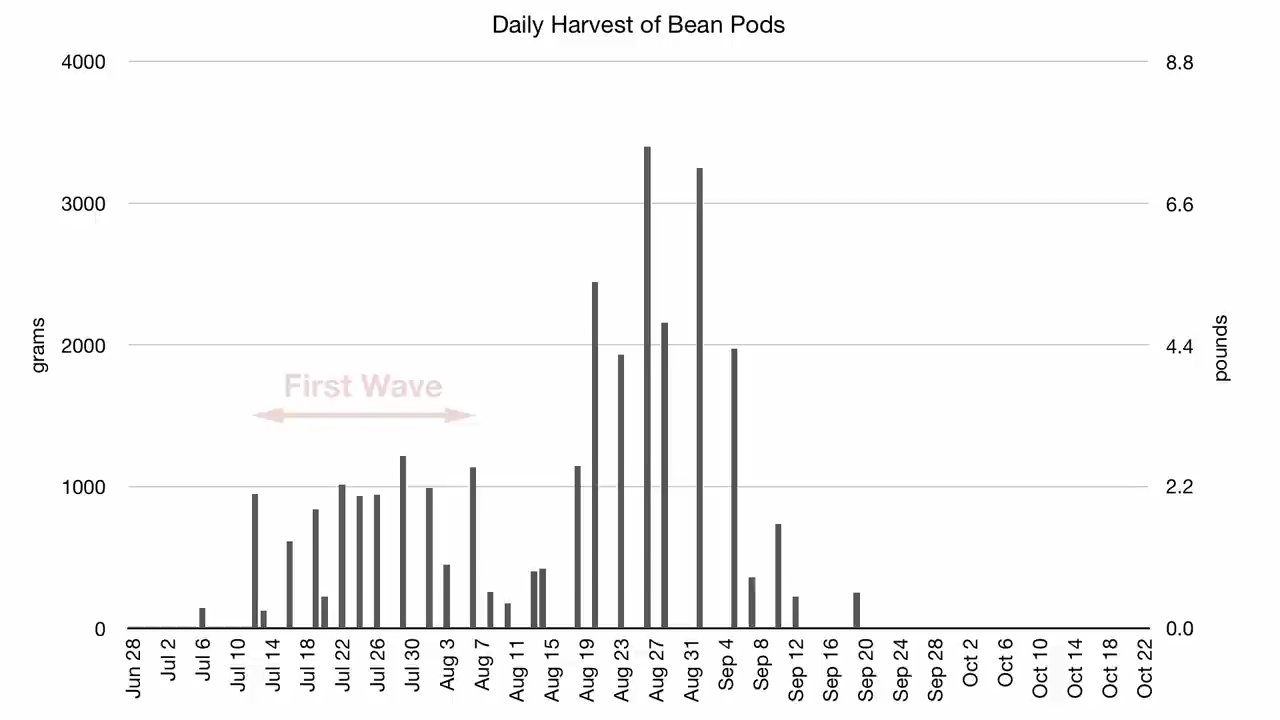 Daily Harvest of Bean Pods
4000
8.8
3000
6.6
grams
2000
4.4
pounds
First Wave
1000
2.2
0
0.0
Jun 28
Jul 2
Jul 6
Jul 10
Jul 14
Jul 18
Jul 22
Jul 26
Jul 30
Aug 3
Aug 7
Aug 11
Aug 15
Aug 19
Aug 23
Aug 27
Aug 31
Sep 4
Sep 8
Sep 12
Sep 16
Sep 20
Sep 24
Sep 28
Oct 2
Oct 6
Oct 10
Oct 14
Oct 18
Oct 22